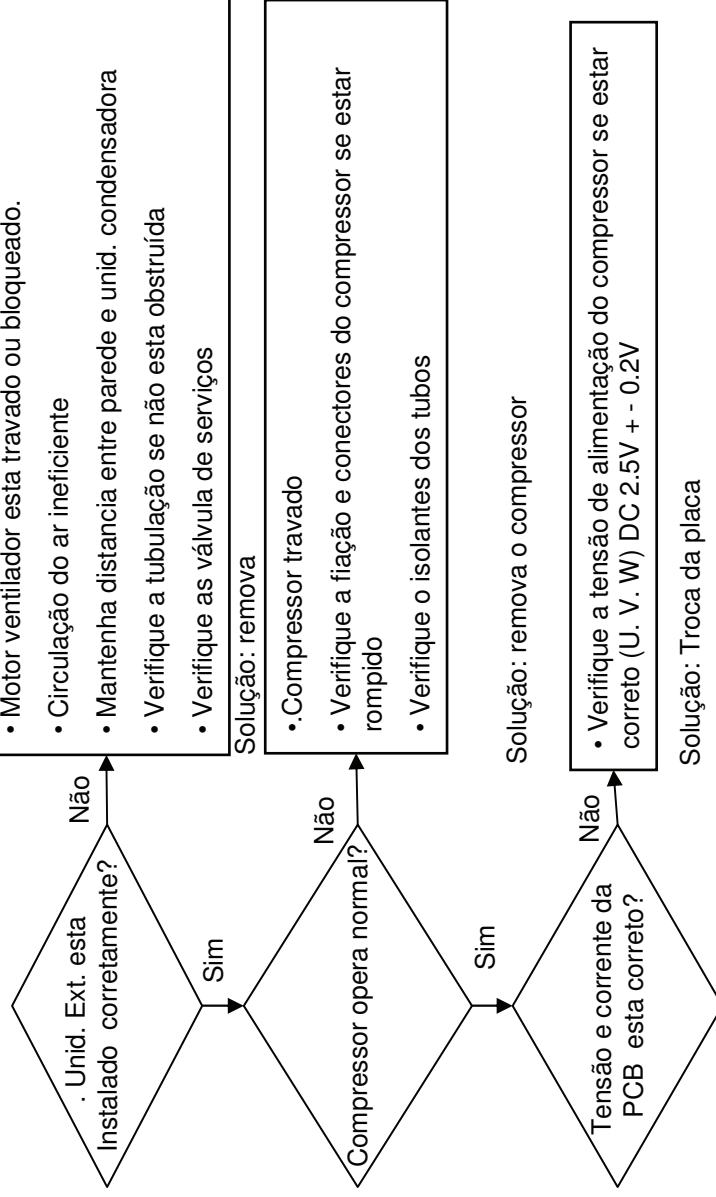 . Unid. Ext. esta
Instalado corretamente?
Não
• Motor ventilador esta travado ou bloqueado.
• Circulação do ar ineficiente
• Mantenha distancia entre parede e unid. condensadora
• Verifique a tubulação se não esta obstruída
• Verifique as válvula de serviços
Solução: remova
Sim
Compressor opera normal?
Não
•.Compressor travado
• Verifique a fiação e conectores do compressor se estar
rompido
• Verifique o isolantes dos tubos
Solução: remova o compressor
Sim
Tensão e corrente da
PCB esta correto?
Não
• Verifique a tensão de alimentação do compressor se estar
correto (U. V. W) DC 2.5V + - 0.2V
Solução: Troca da placa